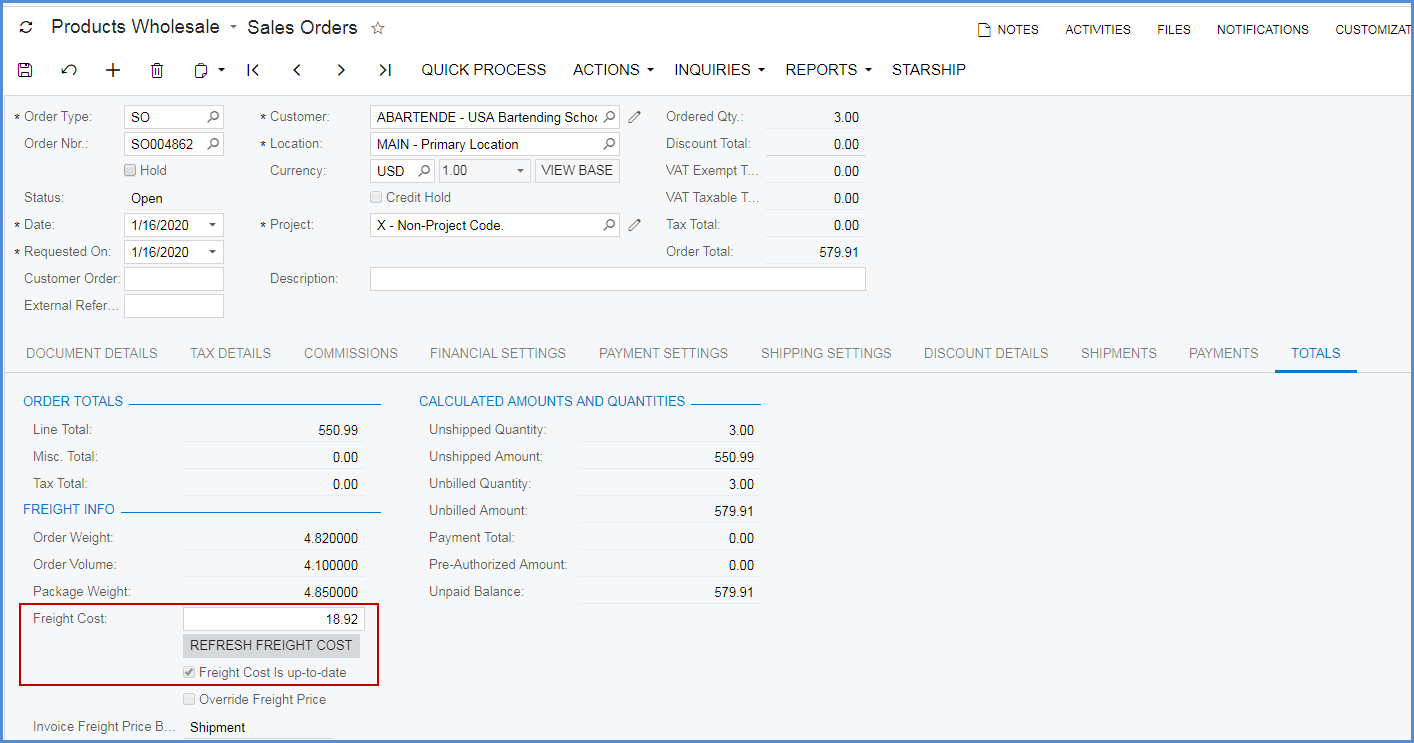 Products Wholesale Sales Orders
NOTES ACTIVITIES FILES NOTIFICATIONS CUSTOMIZAT
QUICK PROCESS ACTIONS INQUIRIES REPORTS STARSHIP
* Order Type: SO
Order Nbr.: SO004862
Hold
Status: Open
* Date: 1/16/2020
* Requested On: 1/16/2020
Customer Order:
External Refer...
* Customer: ABARTENDE - USA Bartending Schoo
* Location: MAIN - Primary Location
Currency: USD 1.00 VIEW BASE
Credit Hold
* Project: X - Non-Project Code.
Description:
Ordered Qty.: 3.00
Discount Total: 0.00
VAT Exempt T... 0.00
VAT Taxable T... 0.00
Tax Total: 0.00
Order Total: 579.91
DOCUMENT DETAILS TAX DETAILS COMMISSIONS FINANCIAL SETTINGS PAYMENT SETTINGS SHIPPING SETTINGS DISCOUNT DETAILS SHIPMENTS PAYMENTS TOTALS
ORDER TOTALS
Line Total: 550.99
Misc. Total: 0.00
Tax Total: 0.00
FREIGHT INFO
Order Weight: 4.820000
Order Volume: 4.100000
Package Weight: 4.850000
Freight Cost: 18.92
REFRESH FREIGHT COST
Freight Cost Is up-to-date
Override Freight Price
Invoice Freight Price B... Shipment
CALCULATED AMOUNTS AND QUANTITIES
Unshipped Quantity: 3.00
Unshipped Amount: 550.99
Unbilled Quantity: 3.00
Unbilled Amount: 579.91
Payment Total: 0.00
Pre-Authorized Amount: 0.00
Unpaid Balance: 579.91